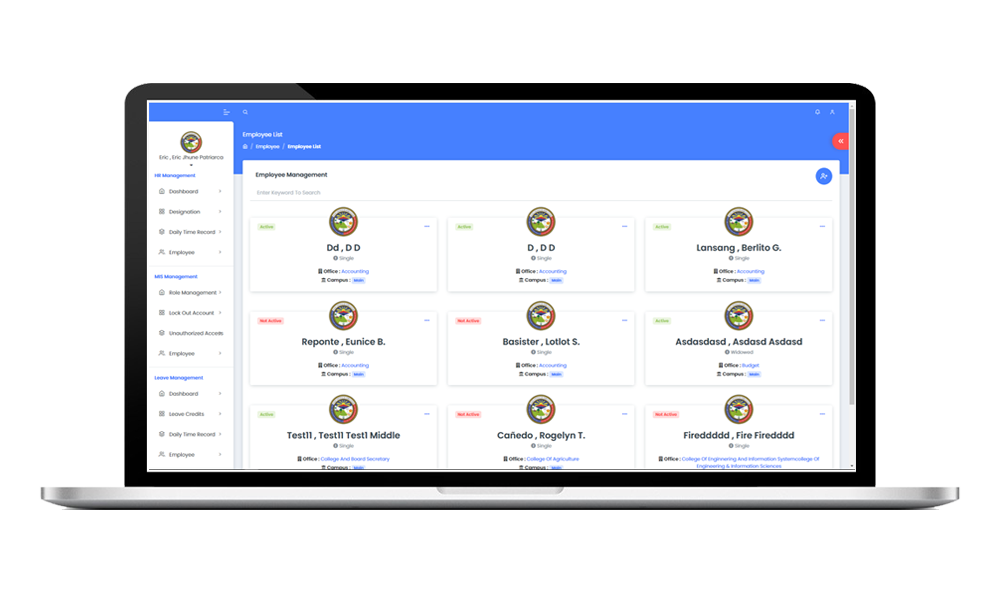 Eric , Eric Jhune Patriarca
HR Management
Dashboard
Designation
Daily Time Record
Employee
MIS Management
Role Management
Lock Out Account
Unauthorized Access
Employee
Leave Management
Dashboard
Leave Credits
Daily Time Record
Employee
Employee List
/ Employee / Employee List
Employee Management
Enter Keyword To Search
Active
Dd , D D
Single
Office : Accounting
Campus : Main
Active
D , D D
Single
Office : Accounting
Campus : Main
Active
Lansang , Berlito G.
Single
Office : Accounting
Campus : Main
Not Active
Reponte , Eunice B.
Single
Office : Accounting
Campus : Main
Not Active
Basister , Lotlot S.
Single
Office : Accounting
Campus : Main
Active
Asdasdasd , Asdasd Asdasd
Widowed
Office : Budget
Campus : Main
Active
Test11 , Test11 Test1 Middle
Single
Office : College And Board Secretary
Campus : Main
Not Active
Cañedo , Rogelyn T.
Single
Office : College Of Agriculture
Campus : Main
Not Active
Fireddddd , Fire Firedddd
Single
Office : College Of Enginnering And Information Systemcollege Of
Engineering & Information Sciences